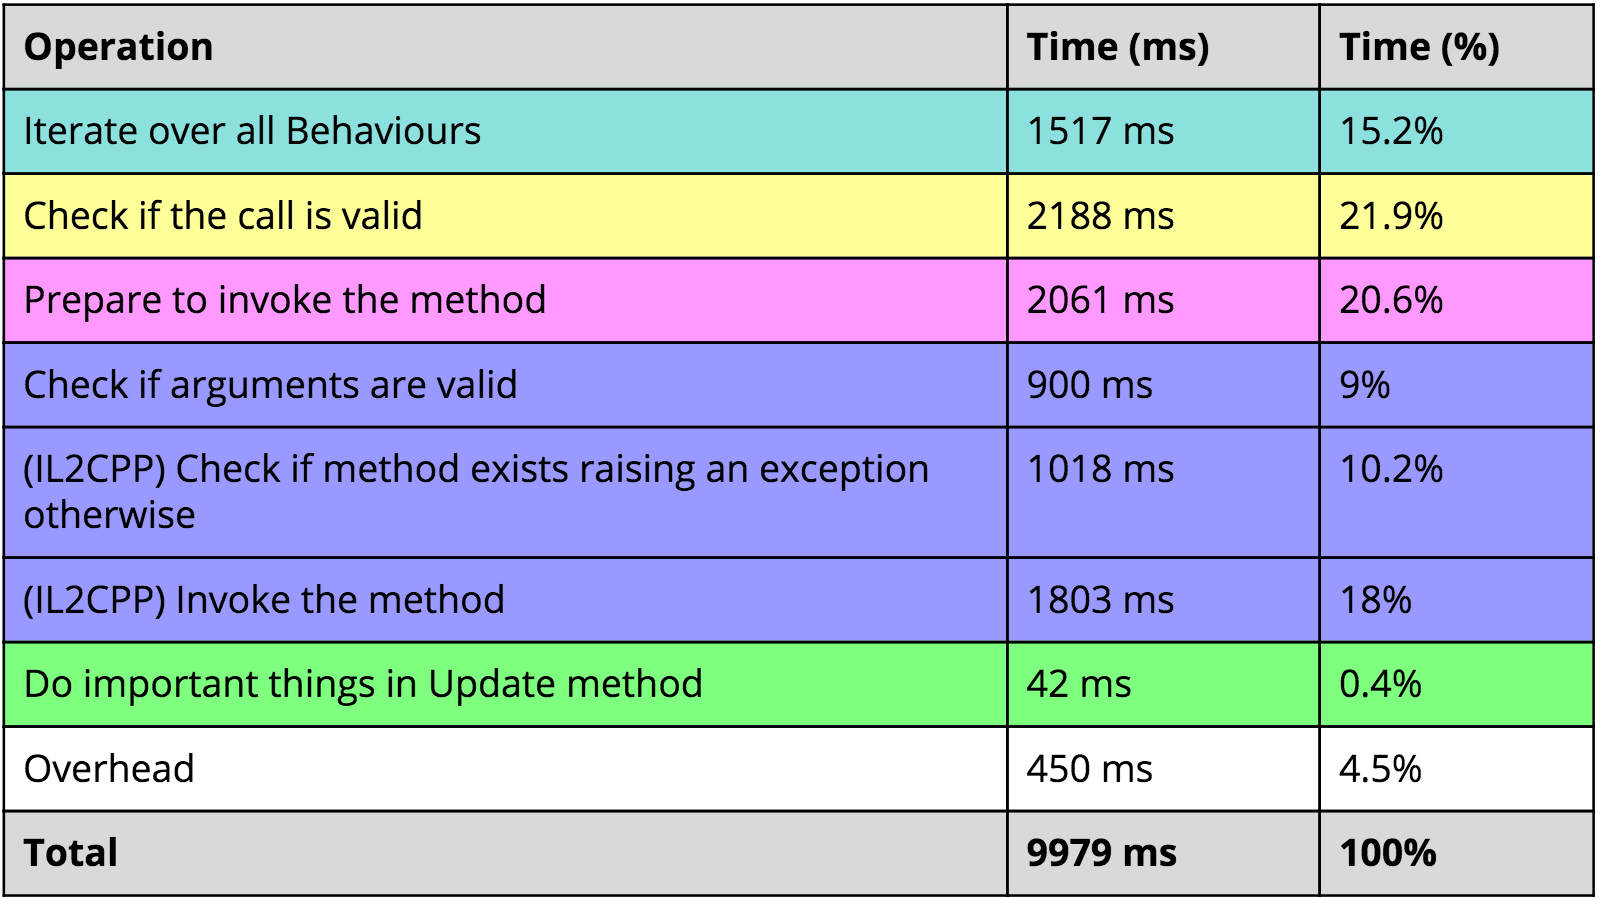 Operation Time (ms) Time (%)
Iterate over all Behaviours 1517 ms 15.2%
Check if the call is valid 2188 ms 21.9%
Prepare to invoke the method 2061 ms 20.6%
Check if arguments are valid 900 ms 9%
(IL2CPP) Check if method exists raising an exception 1018 ms 10.2%
otherwise
(IL2CPP) Invoke the method 1803 ms 18%
Do important things in Update method 42 ms 0.4%
Overhead 450 ms 4.5%
Total 9979 ms 100%